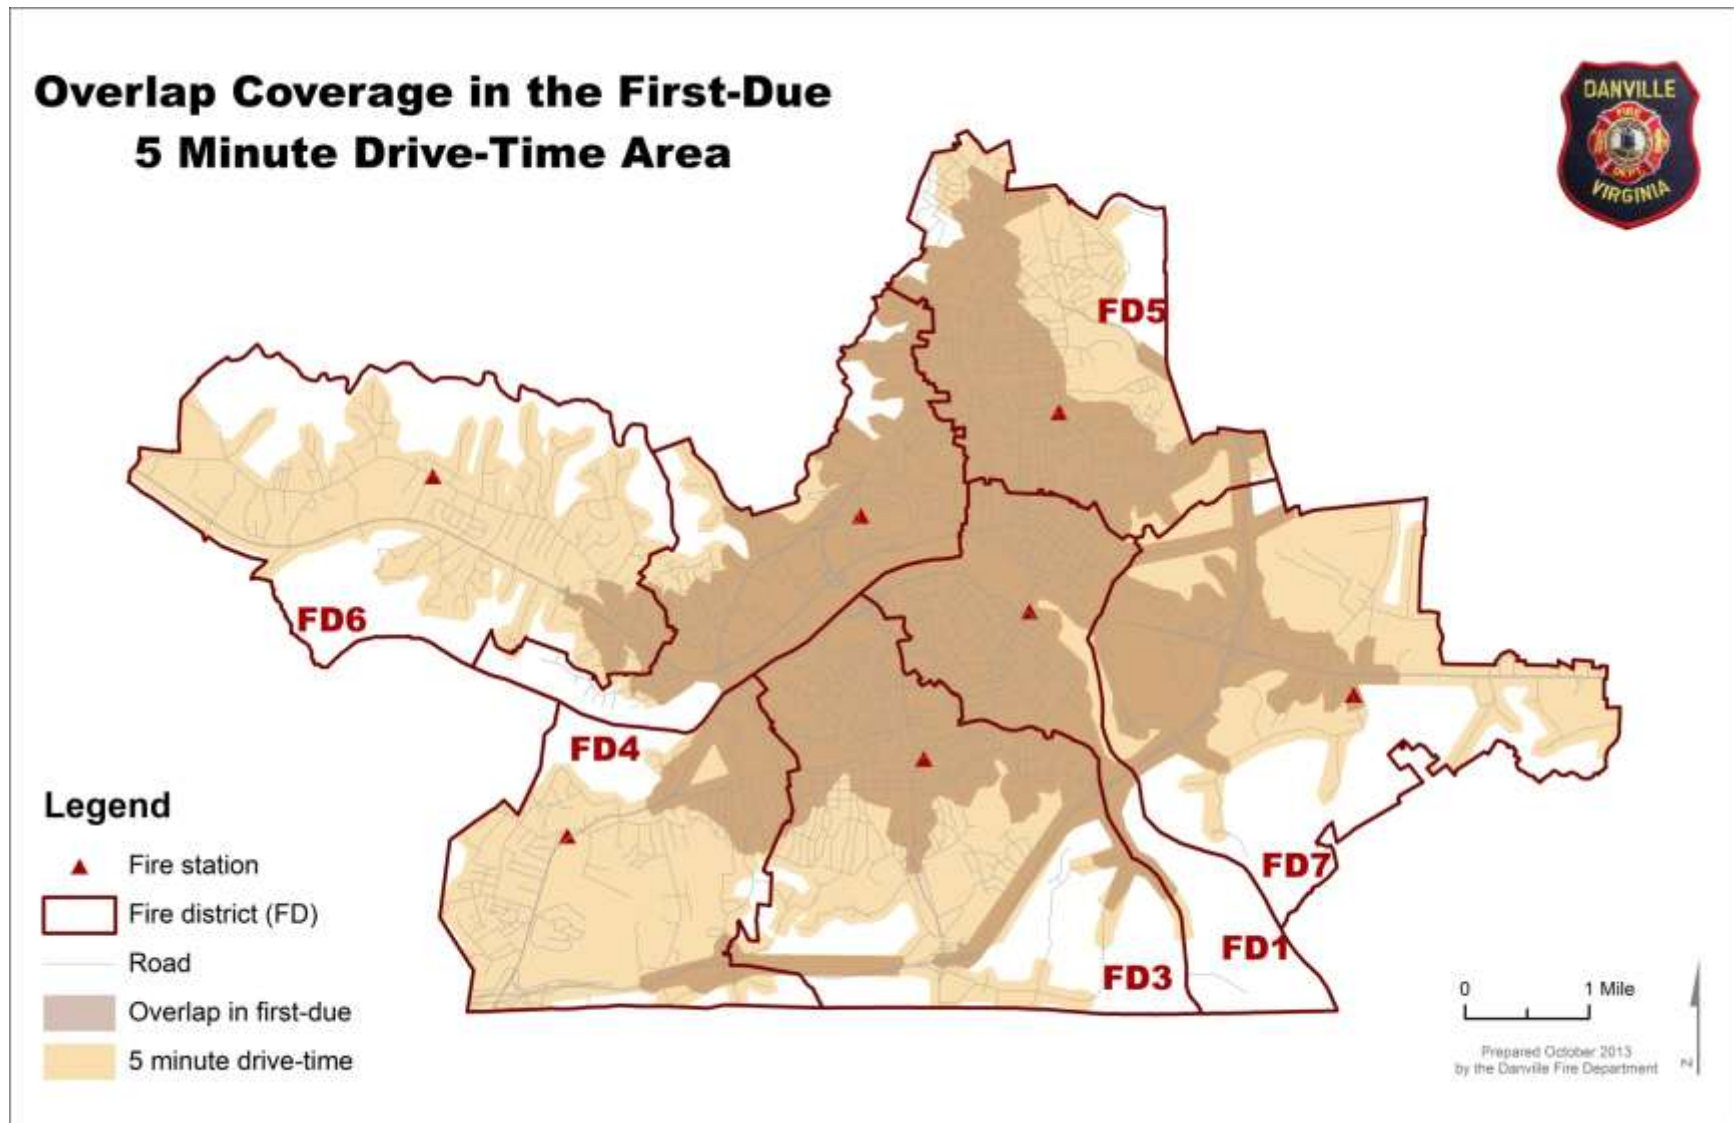 Overlap Coverage in the First-Due
5 Minute Drive-Time Area
DANVILLE
FIRE
DEPT.
VIRGINIA
FD5
FD6
FD4
FD7
FD1
FD3
Legend
Fire station
Fire district (FD)
Road
Overlap in first-due
5 minute drive-time
0 1 Mile
Prepared October 2013
by the Danville Fire Department
N